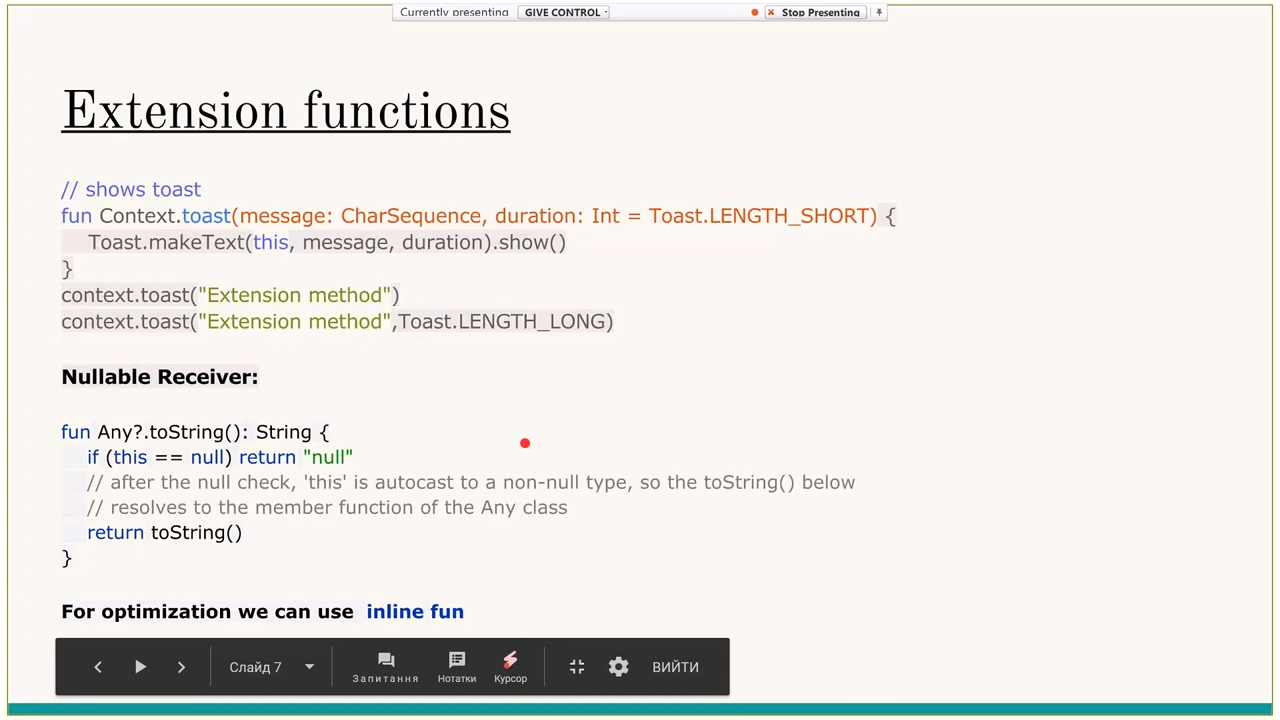 Currently presenting GIVE CONTROL Stop Presenting
Extension functions
// shows toast
fun Context.toast(message: CharSequence, duration: Int = Toast.LENGTH_SHORT) {
Toast.makeText(this, message, duration).show()
}
context.toast("Extension method")
context.toast("Extension method",Toast.LENGTH_LONG)
Nullable Receiver:
fun Any?.toString(): String {
if (this == null) return "null"
// after the null check, 'this' is autocast to a non-null type, so the toString() below
// resolves to the member function of the Any class
return toString()
}
For optimization we can use inline fun
Слайд 7 Запитання Нотатки Курсор ВИЙТИ